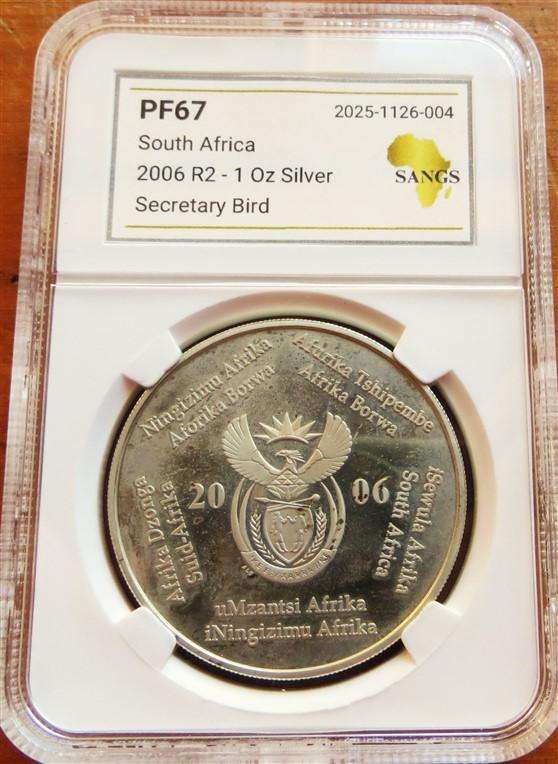 PF67
2025-1126-004
South Africa
2006 R2 - 1 Oz Silver
Secretary Bird
SANGS
Ningizimu Afrika
Aforika Borwa
Afurika Tshipembe
Afrika Borwa
iSewula Afrika
South Africa
uMzantsi Afrika
iNingizimu Afrika
Afrika Dzonga
Suid-Afrika
20 06